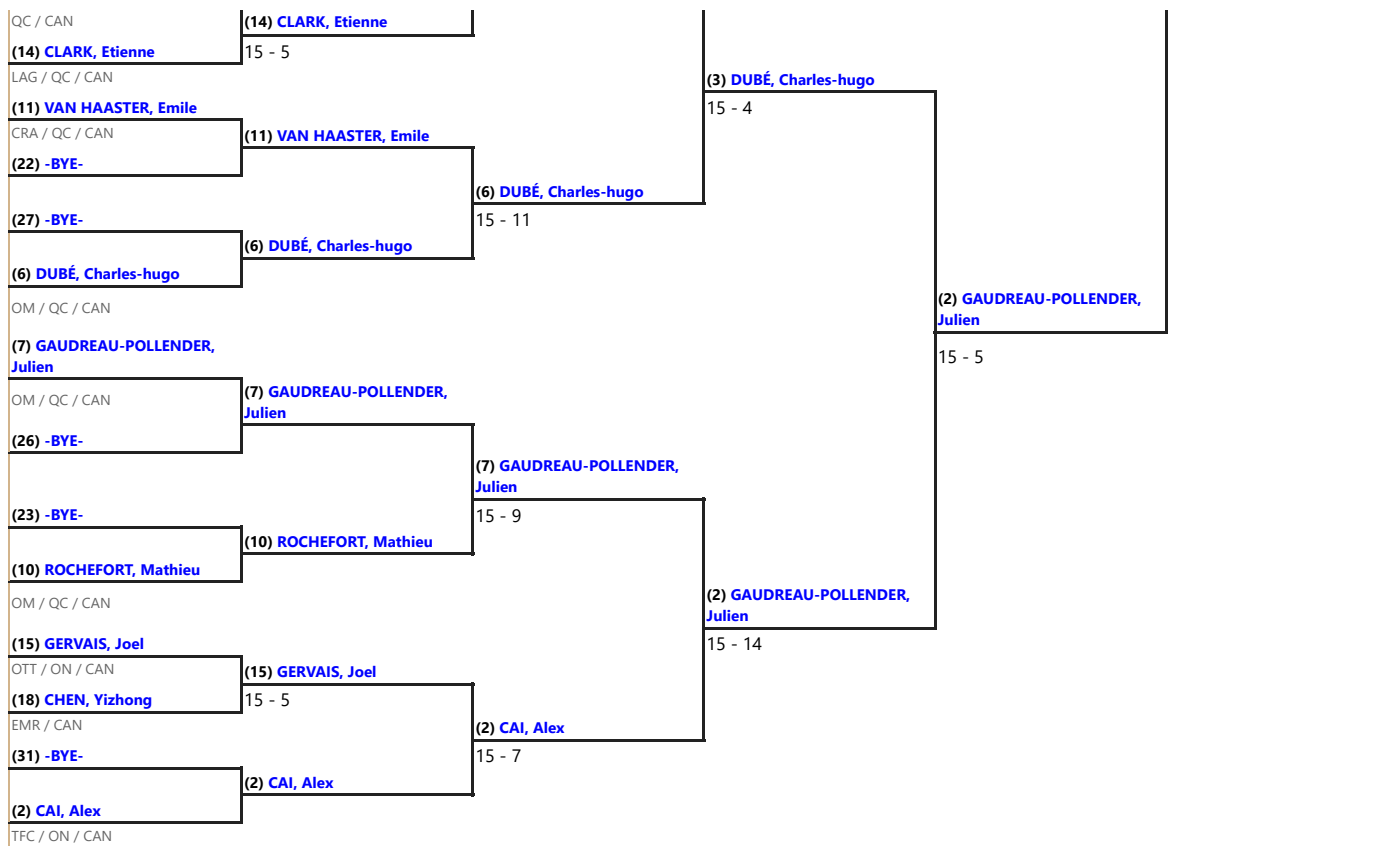 QC / CAN
(14) CLARK, Etienne
(14) CLARK, Etienne
15 - 5
LAG / QC / CAN
(11) VAN HAASTER, Emile
CRA / QC / CAN
(11) VAN HAASTER, Emile
(22) -BYE-
(27) -BYE-
(6) DUBÉ, Charles-hugo
(6) DUBÉ, Charles-hugo
OM / QC / CAN
(6) DUBÉ, Charles-hugo
15 - 11
(3) DUBÉ, Charles-hugo
15 - 4
(7) GAUDREAU-POLLENDER,
Julien
OM / QC / CAN
(7) GAUDREAU-POLLENDER,
Julien
(26) -BYE-
(23) -BYE-
(10) ROCHEFORT, Mathieu
(10) ROCHEFORT, Mathieu
OM / QC / CAN
(7) GAUDREAU-POLLENDER,
Julien
15 - 9
(15) GERVAIS, Joel
OTT / ON / CAN
(15) GERVAIS, Joel
(18) CHEN, Yizhong
15 - 5
EMR / CAN
(31) -BYE-
(2) CAI, Alex
(2) CAI, Alex
TFC / ON / CAN
(2) CAI, Alex
15 - 7
(2) GAUDREAU-POLLENDER,
Julien
15 - 14
(2) GAUDREAU-POLLENDER,
Julien
15 - 5